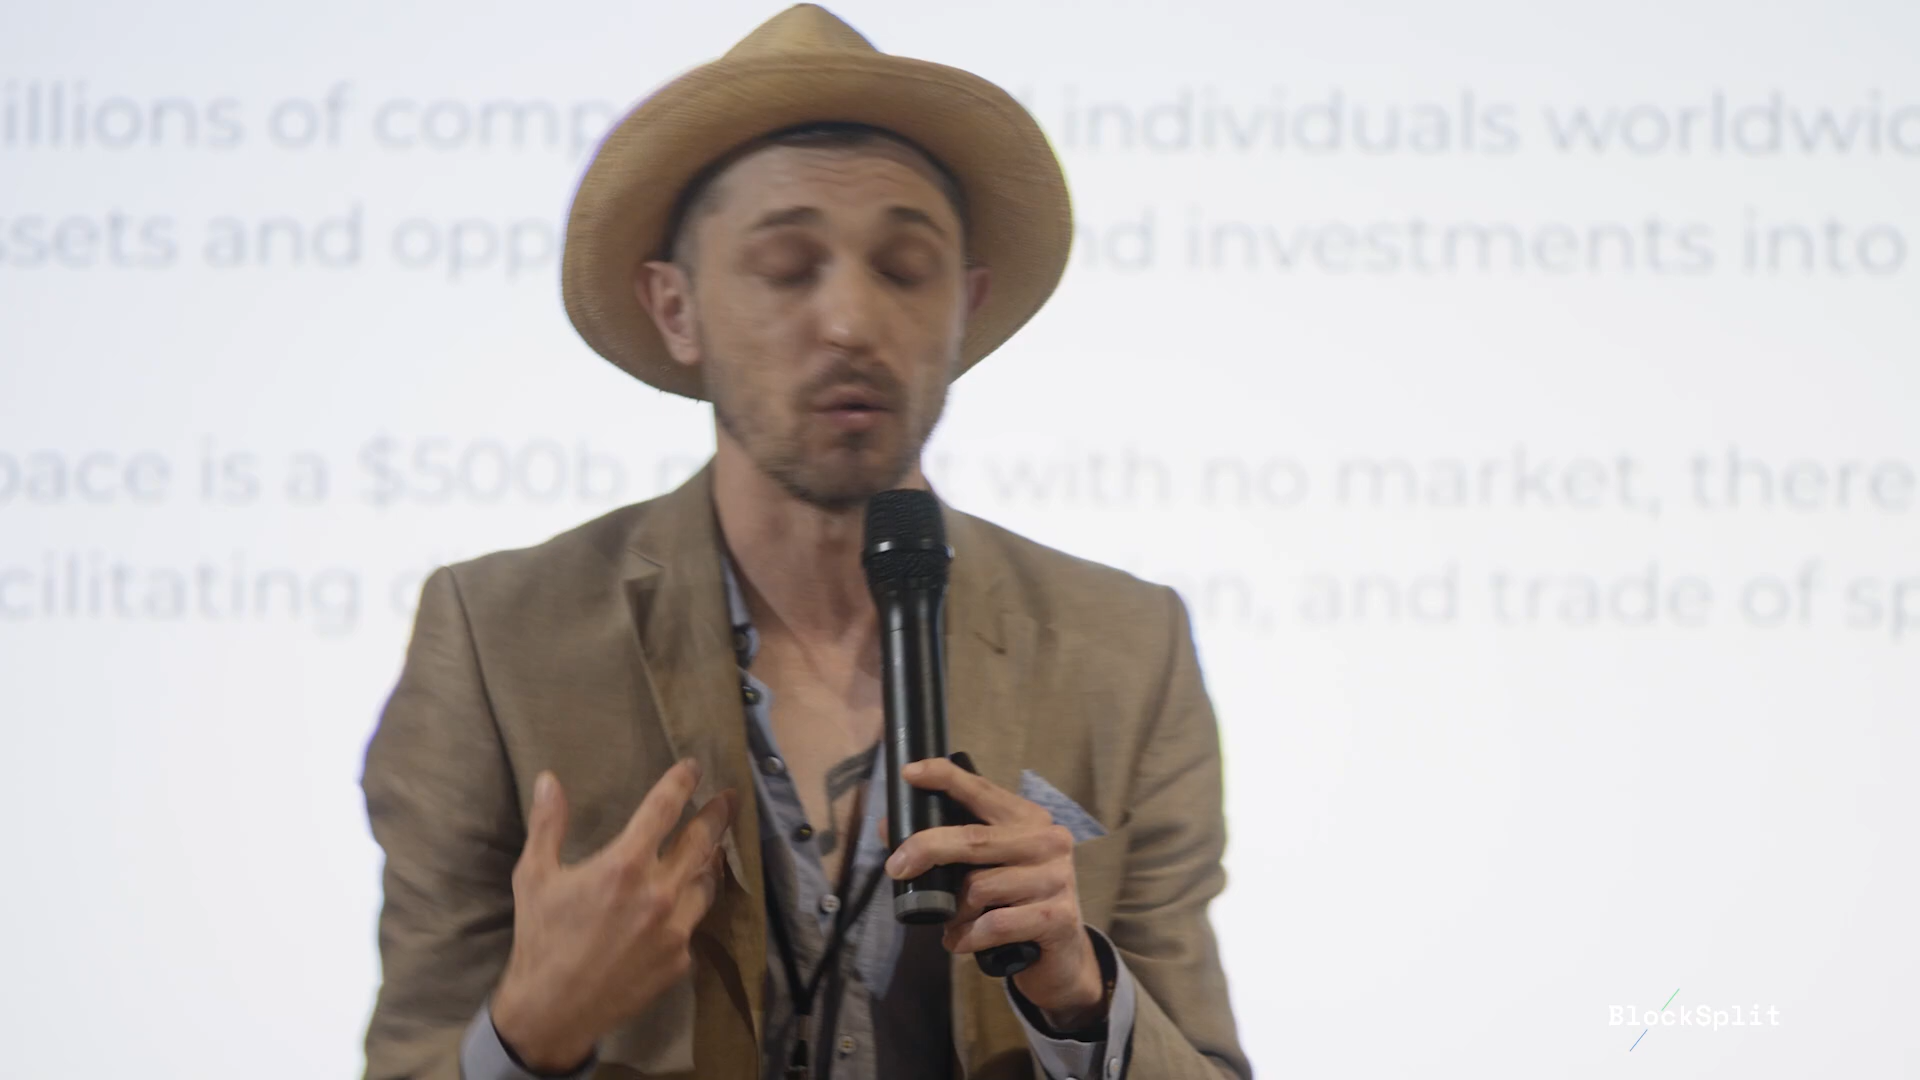 illions of comp individuals worldwid
ssets and opp nd investments into
pace is a $500b with no market, there
cilitating n, and trade of sp
BlockSplit